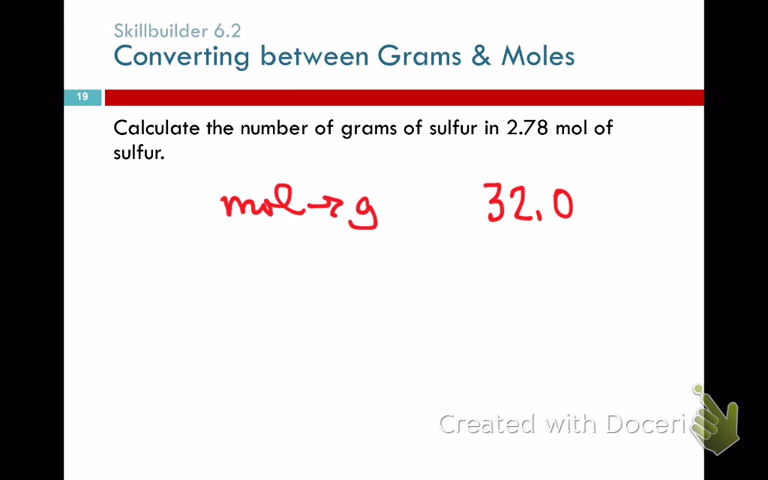 Skillbuilder 6.2
Converting between Grams & Moles
19
Calculate the number of grams of sulfur in 2.78 mol of
sulfur.
mol → g 32.0
Created with Doceri